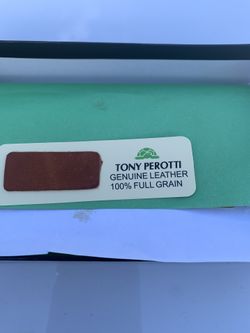 TONY PEROTTI
GENUINE LEATHER
100% FULL GRAIN